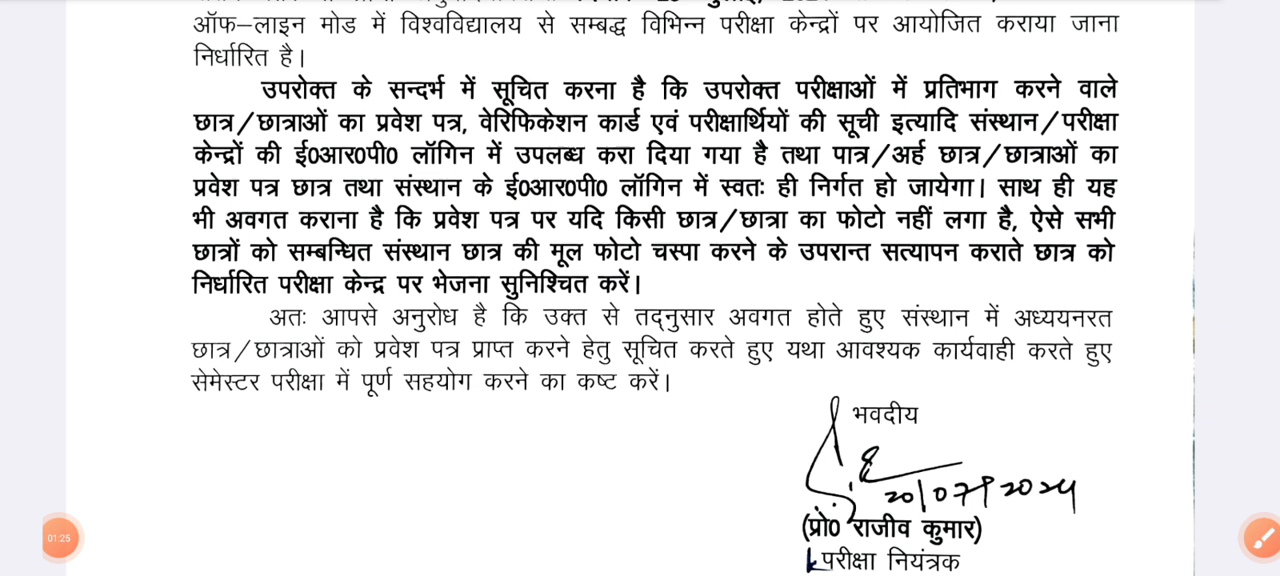 ऑफ–लाइन मोड में विश्वविद्यालय से सम्बद्ध विभिन्न परीक्षा केन्द्रों पर आयोजित कराया जाना
निर्धारित है।
उपरोक्त के सन्दर्भ में सूचित करना है कि उपरोक्त परीक्षाओं में प्रतिभाग करने वाले
छात्र/छात्राओं का प्रवेश पत्र, वेरिफिकेशन कार्ड एवं परीक्षार्थियों की सूची इत्यादि संस्थान/परीक्षा
केन्द्रों की ई0आर0पी0 लॉगिन में उपलब्ध करा दिया गया है तथा पात्र/अर्ह छात्र/छात्राओं का
प्रवेश पत्र छात्र तथा संस्थान के ई0आर0पी0 लॉगिन में स्वतः ही निर्गत हो जायेगा। साथ ही यह
भी अवगत कराना है कि प्रवेश पत्र पर यदि किसी छात्र/छात्रा का फोटो नहीं लगा है, ऐसे सभी
छात्रों को सम्बन्धित संस्थान छात्र की मूल फोटो चस्पा करने के उपरान्त सत्यापन कराते छात्र को
निर्धारित परीक्षा केन्द्र पर भेजना सुनिश्चित करें।
अतः आपसे अनुरोध है कि उक्त से तद्नुसार अवगत होते हुए संस्थान में अध्ययनरत
छात्र/छात्राओं को प्रवेश पत्र प्राप्त करने हेतु सूचित करते हुए यथा आवश्यक कार्यवाही करते हुए
सेमेस्टर परीक्षा में पूर्ण सहयोग करने का कष्ट करें।
भवदीय
20/07/2024
(प्रो0 राजीव कुमार)
परीक्षा नियंत्रक
01:25